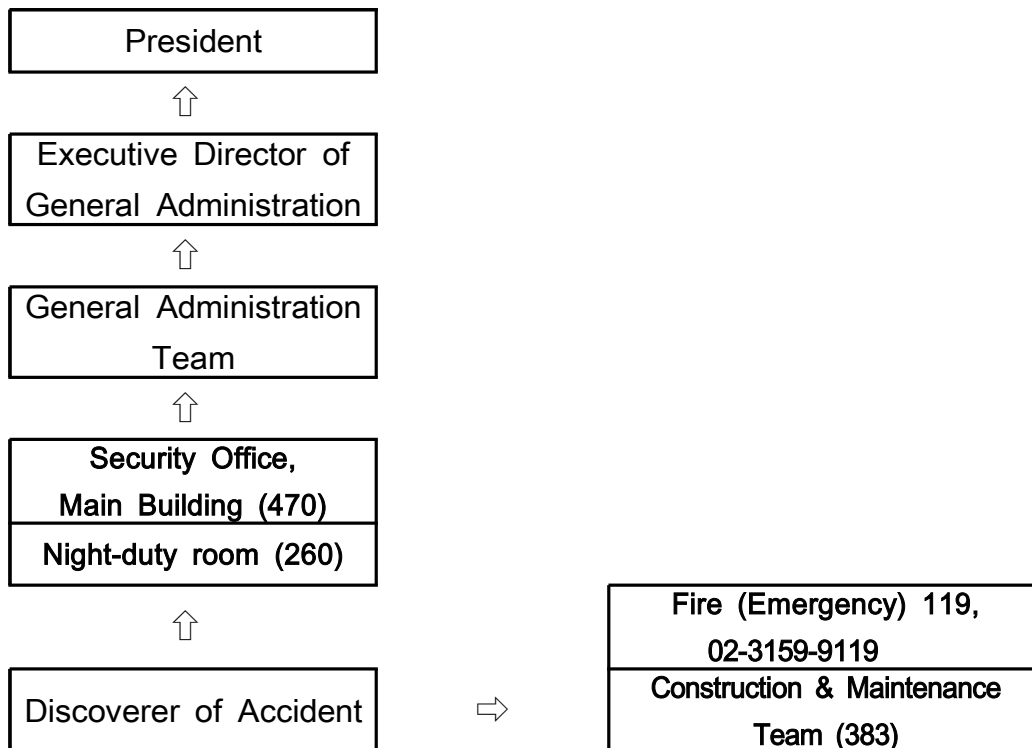 President
⇧
Executive Director of
General Administration
⇧
General Administration
Team
⇧
Security Office,
Main Building (470)
Night-duty room (260)
⇧
Fire (Emergency) 119,
02-3159-9119
Discoverer of Accident ⇨
Construction & Maintenance
Team (383)